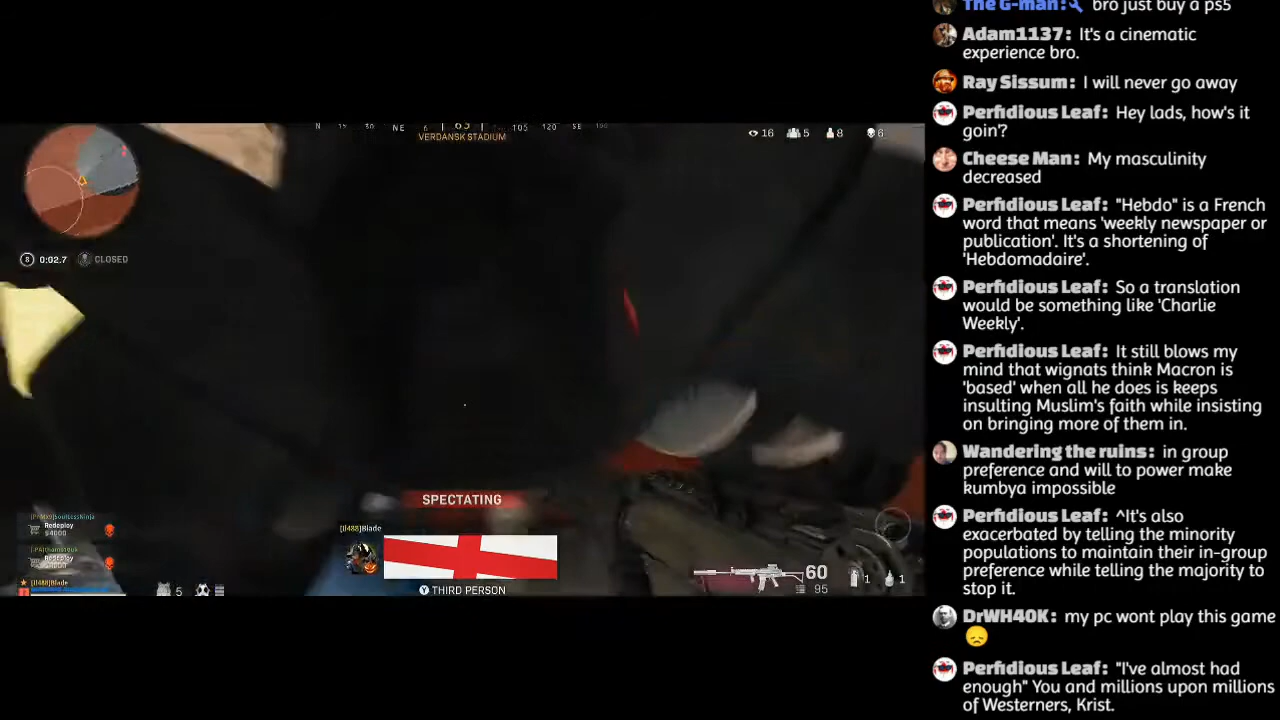 The G-man: bro just buy a ps5
Adam1137: It's a cinematic
experience bro.
Ray Sissum: I will never go away
Perfidious Leaf: Hey lads, how's it
goin?
Cheese Man: My masculinity
decreased
Perfidious Leaf: "Hebdo" is a French
word that means 'weekly newspaper or
publication'. It's a shortening of
'Hebdomadaire'.
Perfidious Leaf: So a translation
would be something like 'Charlie
Weekly'.
Perfidious Leaf: It still blows my
mind that wignats think Macron is
'based' when all he does is keeps
insulting Muslim's faith while insisting
on bringing more of them in.
Wandering the ruins: in group
preference and will to power make
kumbya impossible
Perfidious Leaf: ^It's also
exacerbated by telling the minority
populations to maintain their in-group
preference while telling the majority to
stop it.
DrWH40K: my pc wont play this game
😞
Perfidious Leaf: "I've almost had
enough" You and millions upon millions
of Westerners, Krist.
N 15 30 NE 63 105 120 SE
VERDANSK STADIUM
16 5 8 6
8 0:02.7 CLOSED
SPECTATING
Blade
Y THIRD PERSON
Redeploy
$4000
Redeploy
Blade
5
60
95
1 1